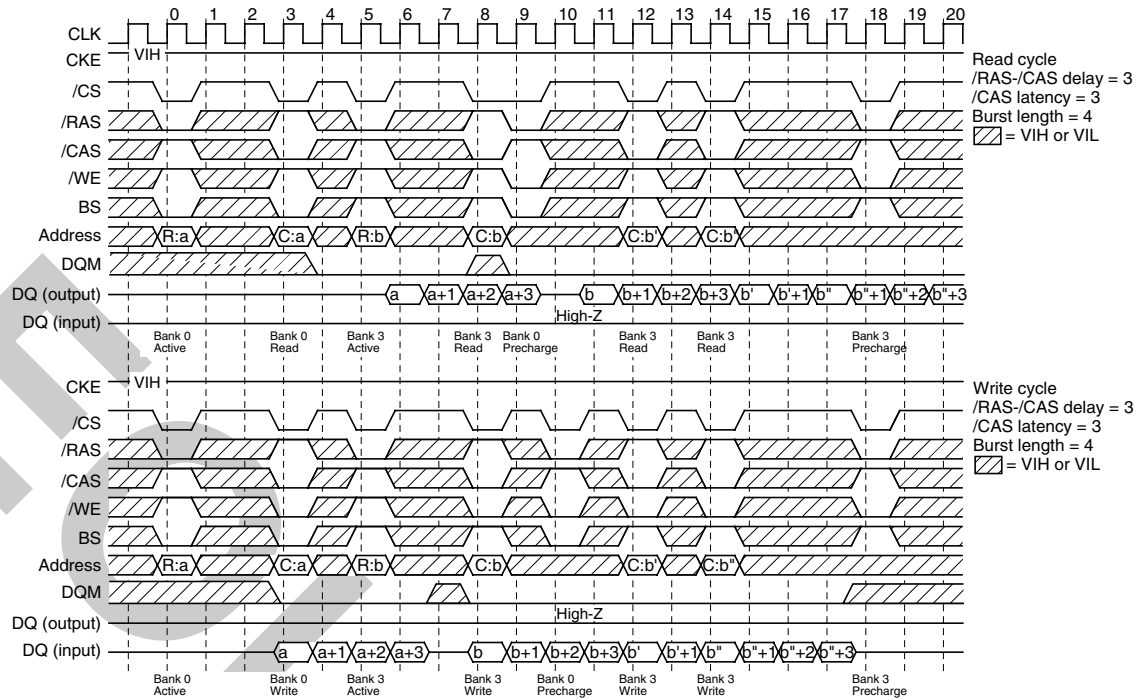 0 1 2 3 4 5 6 7 8 9 10 11 12 13 14 15 16 17 18 19 20
CLK
CKE VIH
/CS
/RAS
/CAS
/WE
BS
Address R:a C:a R:b C:b C:b' C:b"
DQM
DQ (output) a a+1 a+2 a+3 b b+1 b+2 b+3 b' b'+1 b" b"+1 b"+2 b"+3
DQ (input) High-Z
Bank 0 Bank 0 Bank 3 Bank 3 Bank 0 Bank 3 Bank 3 Bank 3
Active Read Active Read Precharge Read Read Precharge
Read cycle
/RAS-/CAS delay = 3
/CAS latency = 3
Burst length = 4
= VIH or VIL
CKE VIH
/CS
/RAS
/CAS
/WE
BS
Address R:a C:a R:b C:b C:b' C:b"
DQM
DQ (output) High-Z
DQ (input) a a+1 a+2 a+3 b b+1 b+2 b+3 b' b'+1 b" b"+1 b"+2 b"+3
Bank 0 Bank 0 Bank 3 Bank 3 Bank 0 Bank 3 Bank 3 Bank 3
Active Write Active Write Precharge Write Write Precharge
Write cycle
/RAS-/CAS delay = 3
/CAS latency = 3
Burst length = 4
= VIH or VIL